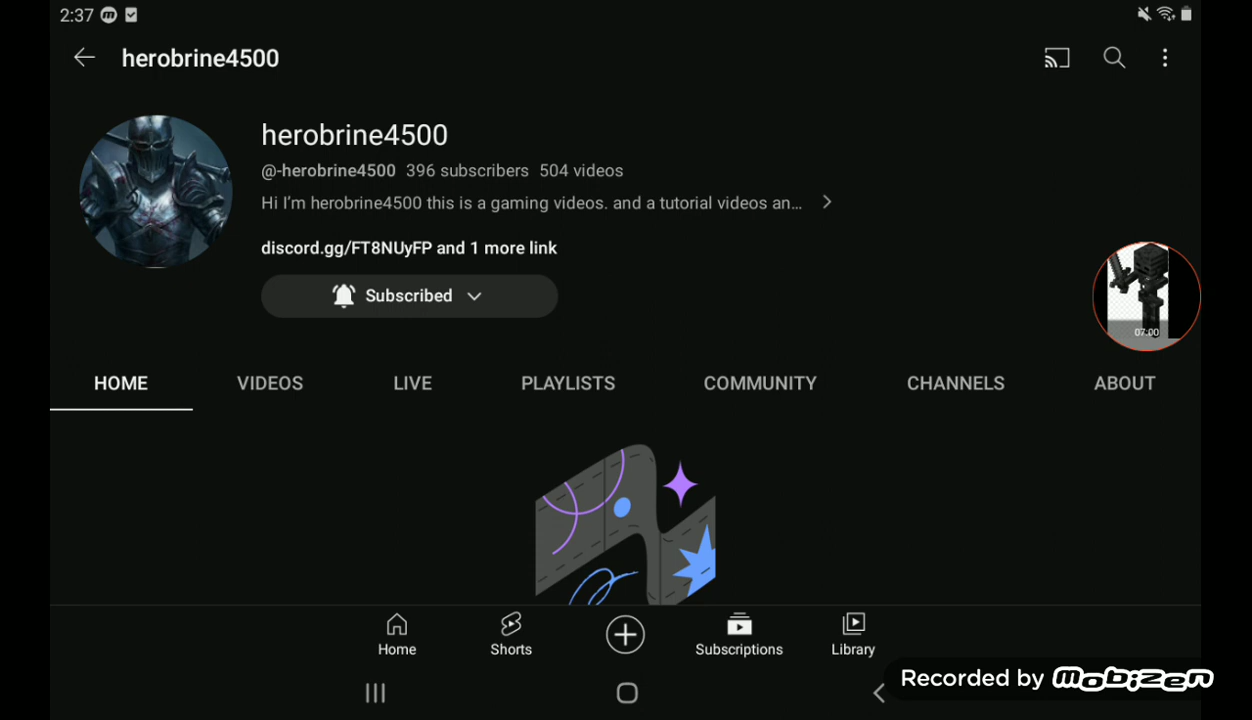 2:37
herobrine4500
herobrine4500
@-herobrine4500 396 subscribers 504 videos
Hi I'm herobrine4500 this is a gaming videos. and a tutorial videos an...
discord.gg/FT8NUyFP and 1 more link
Subscribed
07:00
HOME VIDEOS LIVE PLAYLISTS COMMUNITY CHANNELS ABOUT
Home Shorts Subscriptions Library
Recorded by mobizen